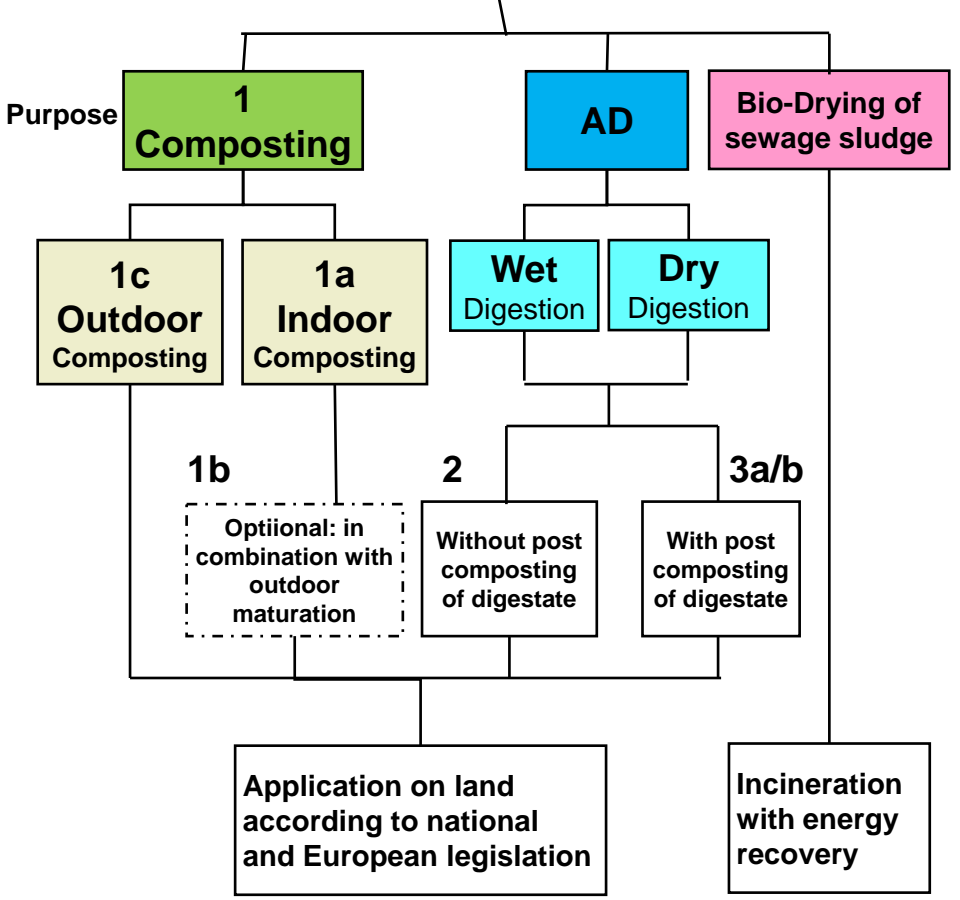 Purpose
1
Composting
AD
Bio-Drying of
sewage sludge
1c
Outdoor
Composting
1a
Indoor
Composting
Wet
Digestion
Dry
Digestion
1b
Optiional: in
combination with
outdoor
maturation
2
Without post
composting
of digestate
3a/b
With post
composting
of digestate
Application on land
according to national
and European legislation
Incineration
with energy
recovery